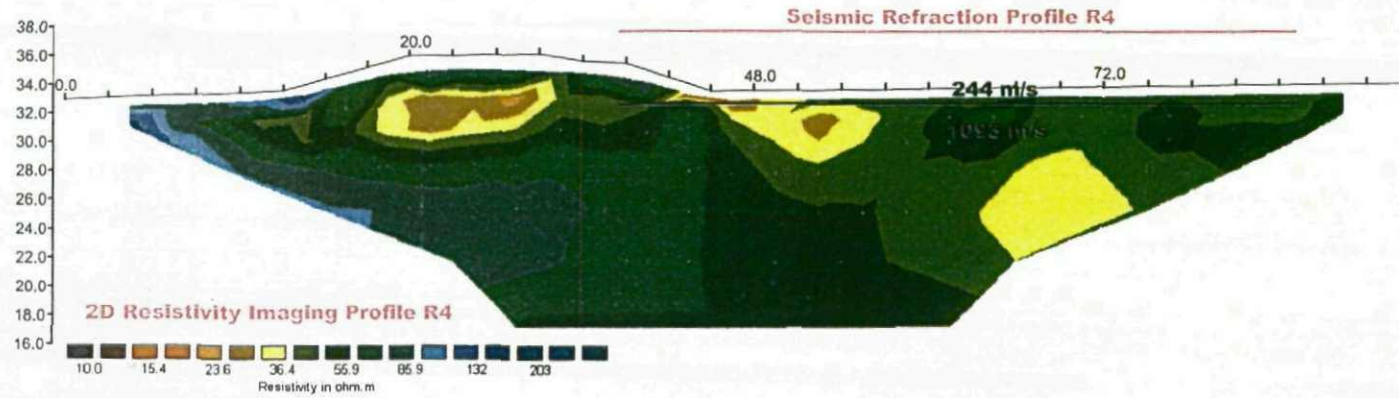 Seismic Refraction Profile R4
38.0
36.0
34.0
32.0
30.0
28.0
26.0
24.0
22.0
20.0
18.0
16.0
0.0
20.0
48.0
72.0
244 m/s
1093 m/s
2D Resistivity Imaging Profile R4
10.0 15.4 23.6 36.4 55.9 85.9 132 203
Resistivity in ohm.m